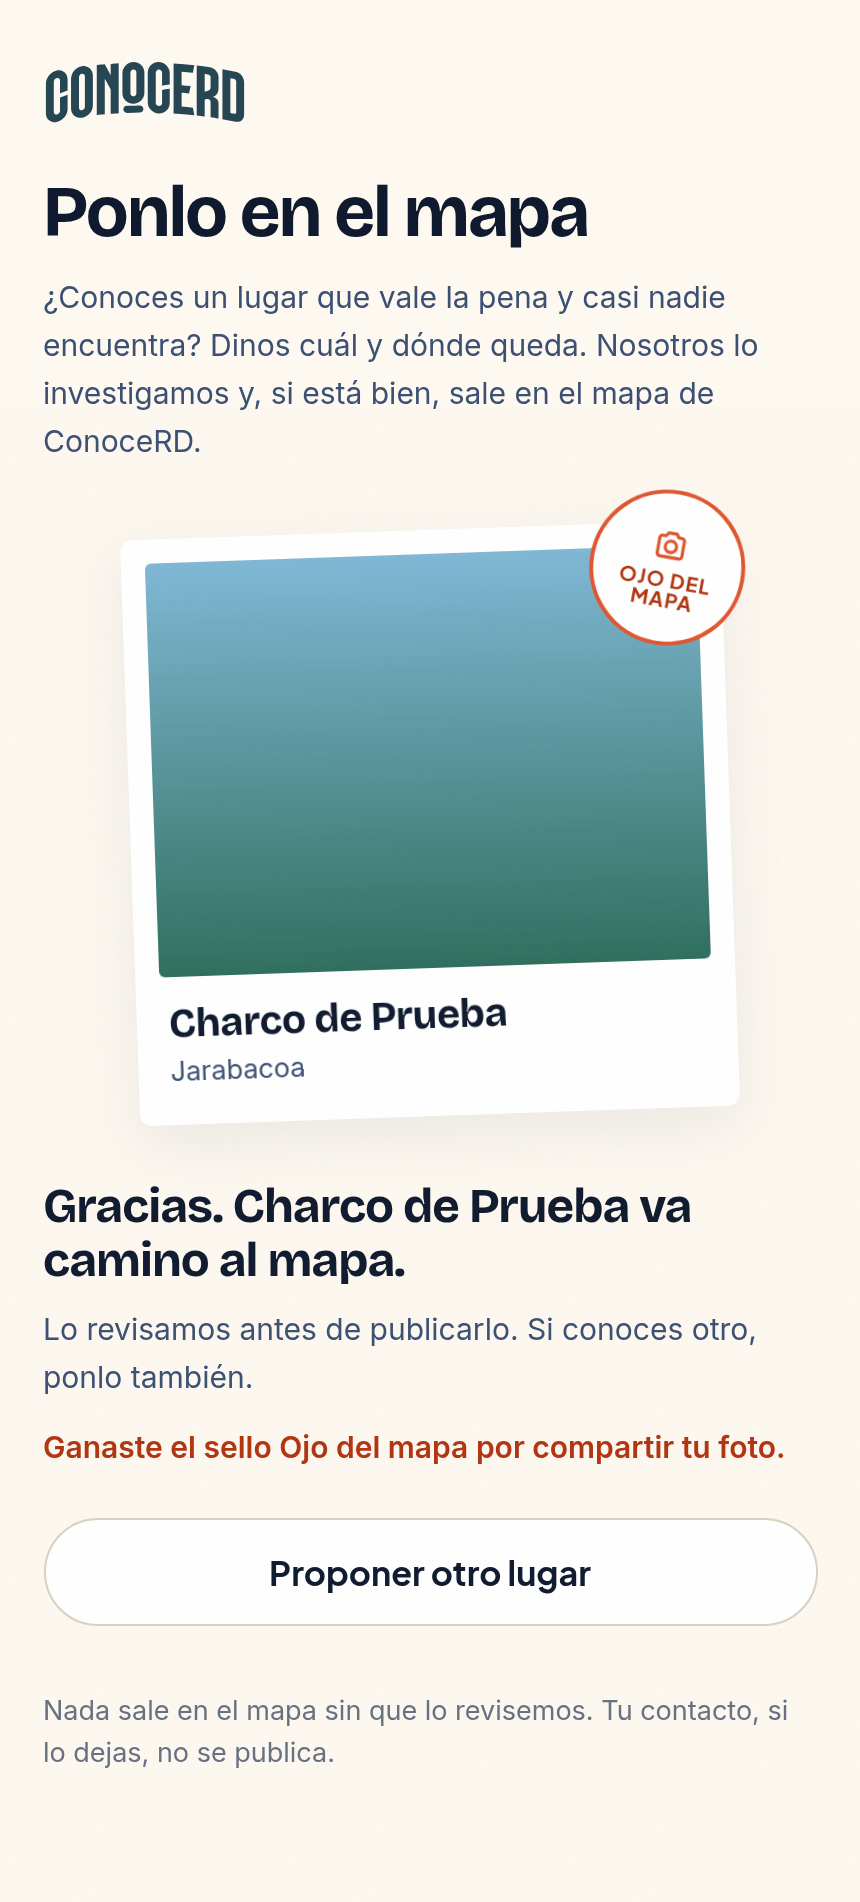 CONOCERD
Ponlo en el mapa
¿Conoces un lugar que vale la pena y casi nadie
encuentra? Dinos cuál y dónde queda. Nosotros lo
investigamos y, si está bien, sale en el mapa de
ConoceRD.
OJO DEL
MAPA
Charco de Prueba
Jarabacoa
Gracias. Charco de Prueba va
camino al mapa.
Lo revisamos antes de publicarlo. Si conoces otro,
ponlo también.
Ganaste el sello Ojo del mapa por compartir tu foto.
Proponer otro lugar
Nada sale en el mapa sin que lo revisemos. Tu contacto, si
lo dejas, no se publica.